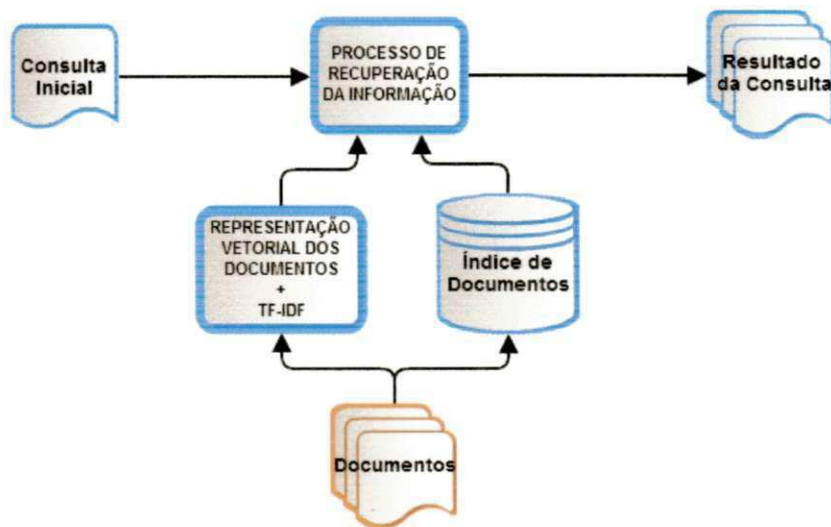 Consulta
Inicial
PROCESSO DE
RECUPERAÇÃO
DA INFORMAÇÃO
Resultado
da Consulta
REPRESENTAÇÃO
VETORIAL DOS
DOCUMENTOS
+
TF-IDF
Índice de
Documentos
Documentos